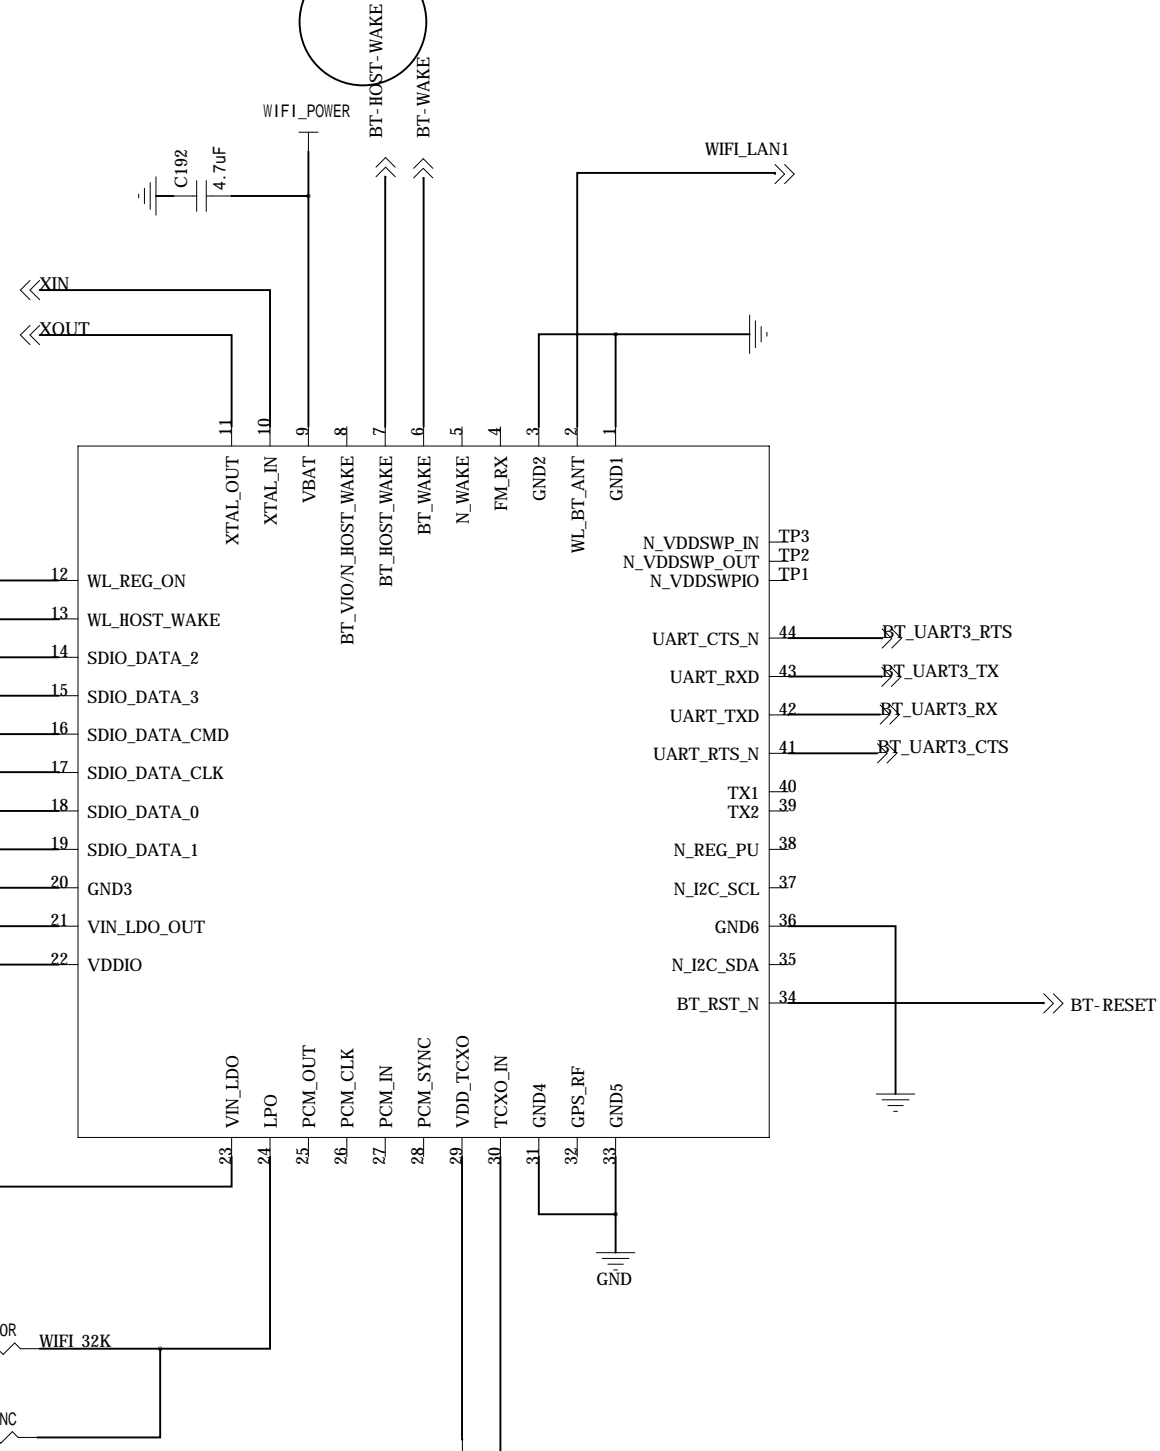 BT-HOST-WAKE
BT-WAKE
WIFI_POWER
C192
4.7uF
WIFI_LAN1
XIN
XOUT
11
10
9
8
7
6
5
4
3
2
1
XTAL_OUT
XTAL_IN
VBAT
BT_VIO/N_HOST_WAKE
BT_HOST_WAKE
BT_WAKE
N_WAKE
FM_RX
GND2
WL_BT_ANT
GND1
N_VDDSWP_IN TP3
N_VDDSWP_OUT TP2
N_VDDSWPIO TP1
12 WL_REG_ON
13 WL_HOST_WAKE
14 SDIO_DATA_2
15 SDIO_DATA_3
16 SDIO_DATA_CMD
17 SDIO_DATA_CLK
18 SDIO_DATA_0
19 SDIO_DATA_1
20 GND3
21 VIN_LDO_OUT
22 VDDIO
UART_CTS_N 44 BT_UART3_RTS
UART_RXD 43 BT_UART3_TX
UART_TXD 42 BT_UART3_RX
UART_RTS_N 41 BT_UART3_CTS
TX1 40
TX2 39
N_REG_PU 38
N_I2C_SCL 37
GND6 36
N_I2C_SDA 35
BT_RST_N 34 BT-RESET
VIN_LDO
LPO
PCM_OUT
PCM_CLK
PCM_IN
PCM_SYNC
VDD_TCXO
TCXO_IN
GND4
GPS_RF
GND5
23
24
25
26
27
28
29
30
31
32
33
GND
0R WIFI_32K
NC